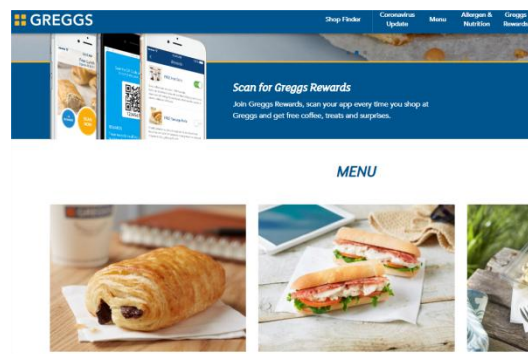 GREGGS
Shop Finder
Coronavirus
Update
Menu
Allergen &
Nutrition
Greggs
Rewards
Scan for Greggs Rewards
Join Greggs Rewards, scan your app every time you shop at
Greggs and get free coffee, treats and surprises.
MENU